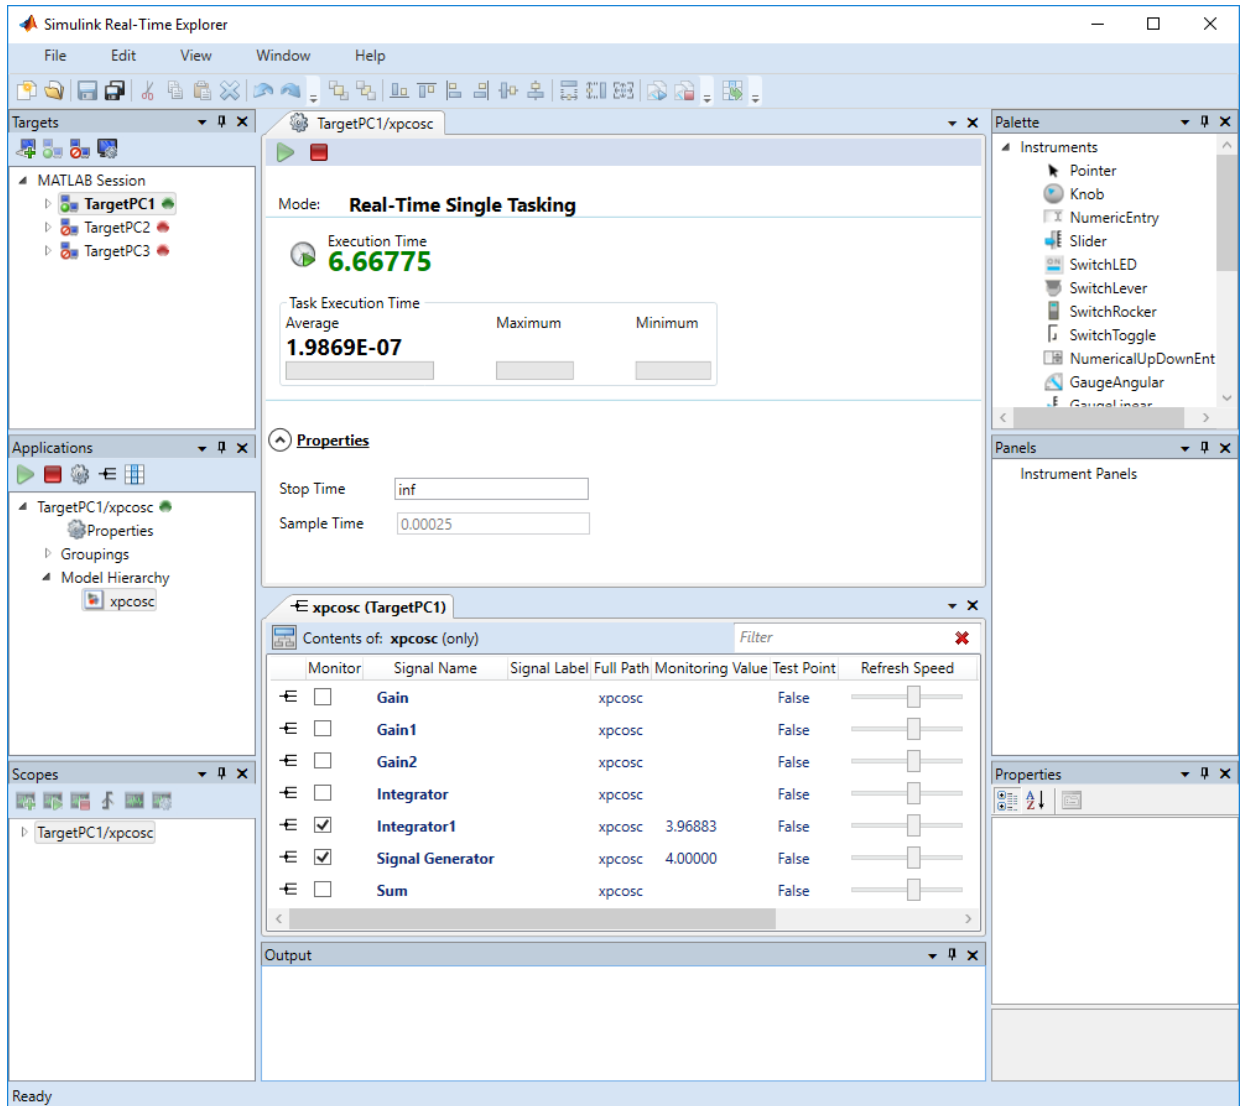 Simulink Real-Time Explorer
File Edit View Window Help
Targets
MATLAB Session
TargetPC1
TargetPC2
TargetPC3
Applications
TargetPC1/xpcosc
Properties
Groupings
Model Hierarchy
xpcosc
Scopes
TargetPC1/xpcosc
TargetPC1/xpcosc
Mode: Real-Time Single Tasking
Execution Time
6.66775
Task Execution Time
Average Maximum Minimum
1.9869E-07
Properties
Stop Time inf
Sample Time 0.00025
xpcosc (TargetPC1)
Contents of: xpcosc (only) Filter
Monitor Signal Name Signal Label Full Path Monitoring Value Test Point Refresh Speed
Gain xpcosc False
Gain1 xpcosc False
Gain2 xpcosc False
Integrator xpcosc False
Integrator1 xpcosc 3.96883 False
Signal Generator xpcosc 4.00000 False
Sum xpcosc False
Output
Palette
Instruments
Pointer
Knob
NumericEntry
Slider
SwitchLED
SwitchLever
SwitchRocker
SwitchToggle
NumericalUpDownEnt
GaugeAngular
GaugeLinear
Panels
Instrument Panels
Properties
Ready